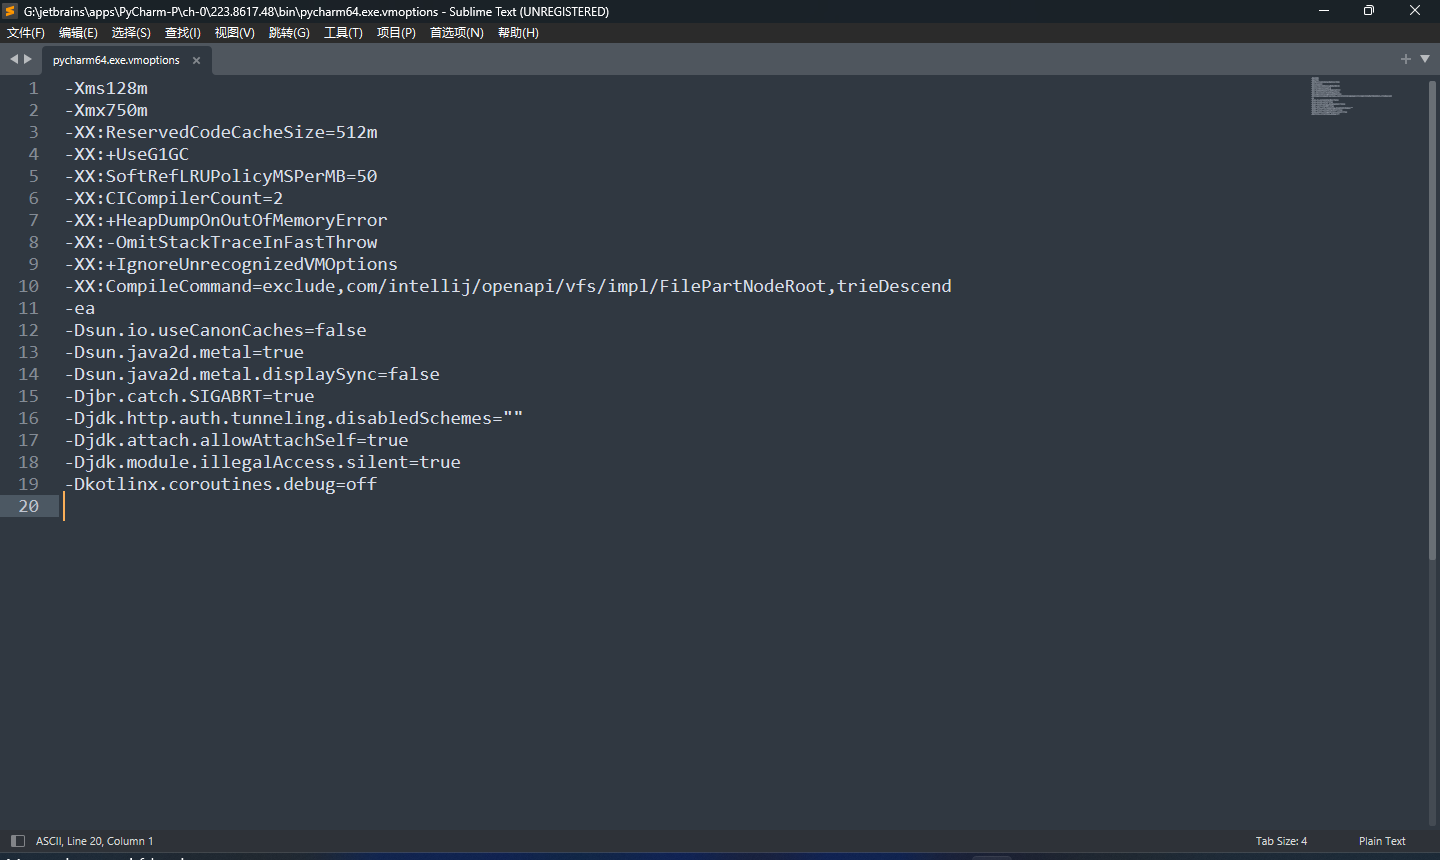 G:\jetbrains\apps\PyCharm-P\ch-0\223.8617.48\bin\pycharm64.exe.vmoptions - Sublime Text (UNREGISTERED)
文件(F) 编辑(E) 选择(S) 查找(I) 视图(V) 跳转(G) 工具(T) 项目(P) 首选项(N) 帮助(H)
pycharm64.exe.vmoptions
1 -Xms128m
2 -Xmx750m
3 -XX:ReservedCodeCacheSize=512m
4 -XX:+UseG1GC
5 -XX:SoftRefLRUPolicyMSPerMB=50
6 -XX:CICompilerCount=2
7 -XX:+HeapDumpOnOutOfMemoryError
8 -XX:-OmitStackTraceInFastThrow
9 -XX:+IgnoreUnrecognizedVMOptions
10 -XX:CompileCommand=exclude,com/intellij/openapi/vfs/impl/FilePartNodeRoot,trieDescend
11 -ea
12 -Dsun.io.useCanonCaches=false
13 -Dsun.java2d.metal=true
14 -Dsun.java2d.metal.displaySync=false
15 -Djbr.catch.SIGABRT=true
16 -Djdk.http.auth.tunneling.disabledSchemes=""
17 -Djdk.attach.allowAttachSelf=true
18 -Djdk.module.illegalAccess.silent=true
19 -Dkotlinx.coroutines.debug=off
20
ASCII, Line 20, Column 1 Tab Size: 4 Plain Text